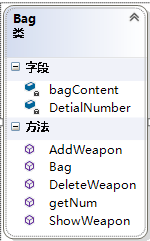 Bag
类
字段
bagContent
DetialNumber
方法
AddWeapon
Bag
DeleteWeapon
getNum
ShowWeapon